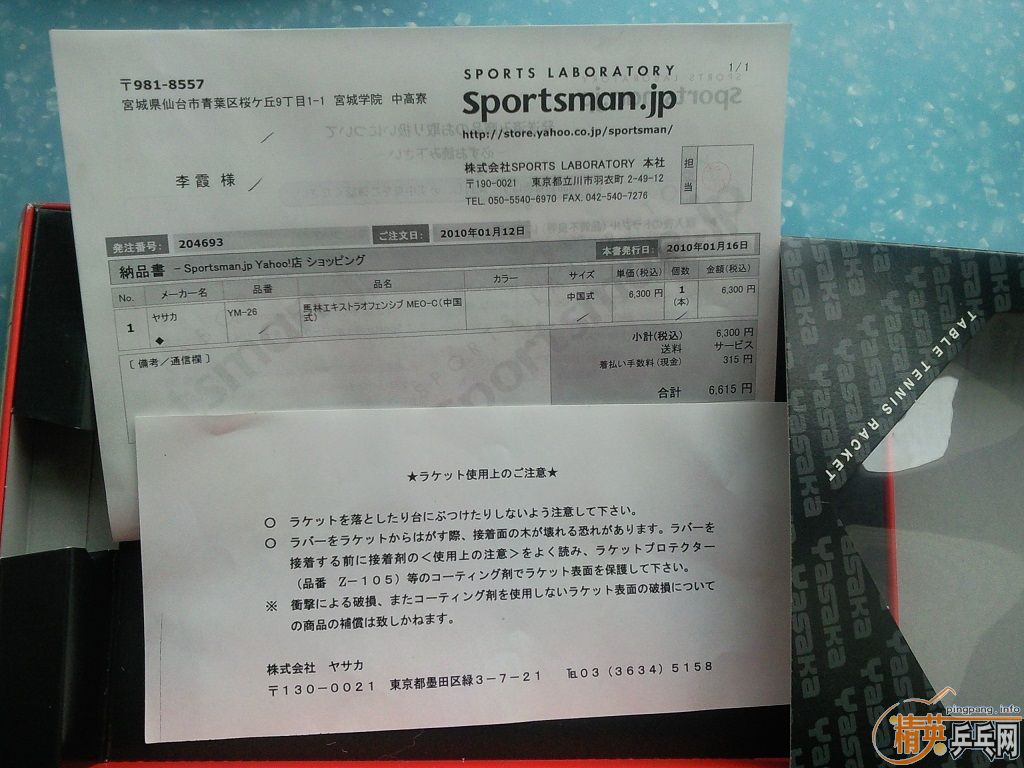 〒981-8557
宮城県仙台市青葉区桜ケ丘9丁目1-1 宮城学院 中高寮
李霞 様
1/1
SPORTS LABORATORY
sportsman.jp
http://store.yahoo.co.jp/sportsman/
株式会社SPORTS LABORATORY 本社
〒190-0021 東京都立川市羽衣町 2-49-12
TEL. 050-5540-6970 FAX. 042-540-7276
担当
発注番号: 204693 ご注文日: 2010年01月12日
納品書 - Sportsman.jp Yahoo!店 ショッピング 本書発行日: 2010年01月16日
No. メーカー名 品番 品名 カラー サイズ 単価(税込) 個数 金額(税込)
1 ヤサカ ◆ YM-26 馬林エキストラオフェンシブ MEO-C(中国式) 中国式 6,300 円 1 (本) 6,300 円
[ 備考/通信欄 ]
小計(税込) 6,300 円
送料 サービス
着払い手数料(現金) 315 円
合計 6,615 円
★ラケット使用上のご注意★
○ ラケットを落としたり台にぶつけたりしないよう注意して下さい。
○ ラバーをラケットからはがす際、接着面の木が壊れる恐れがあります。ラバーを
接着する前に接着剤の＜使用上の注意＞をよく読み、ラケットプロテクター
（品番 Z－105）等のコーティング剤でラケット表面を保護して下さい。
※ 衝撃による破損、またコーティング剤を使用しないラケット表面の破損について
の商品の補償は致しかねます。
株式会社 ヤサカ
〒130－0021 東京都墨田区緑3－7－21 ℡03（3634）5158
TABLE TENNIS RACKET
Yasaka
pingpang.info
精英乒乓网